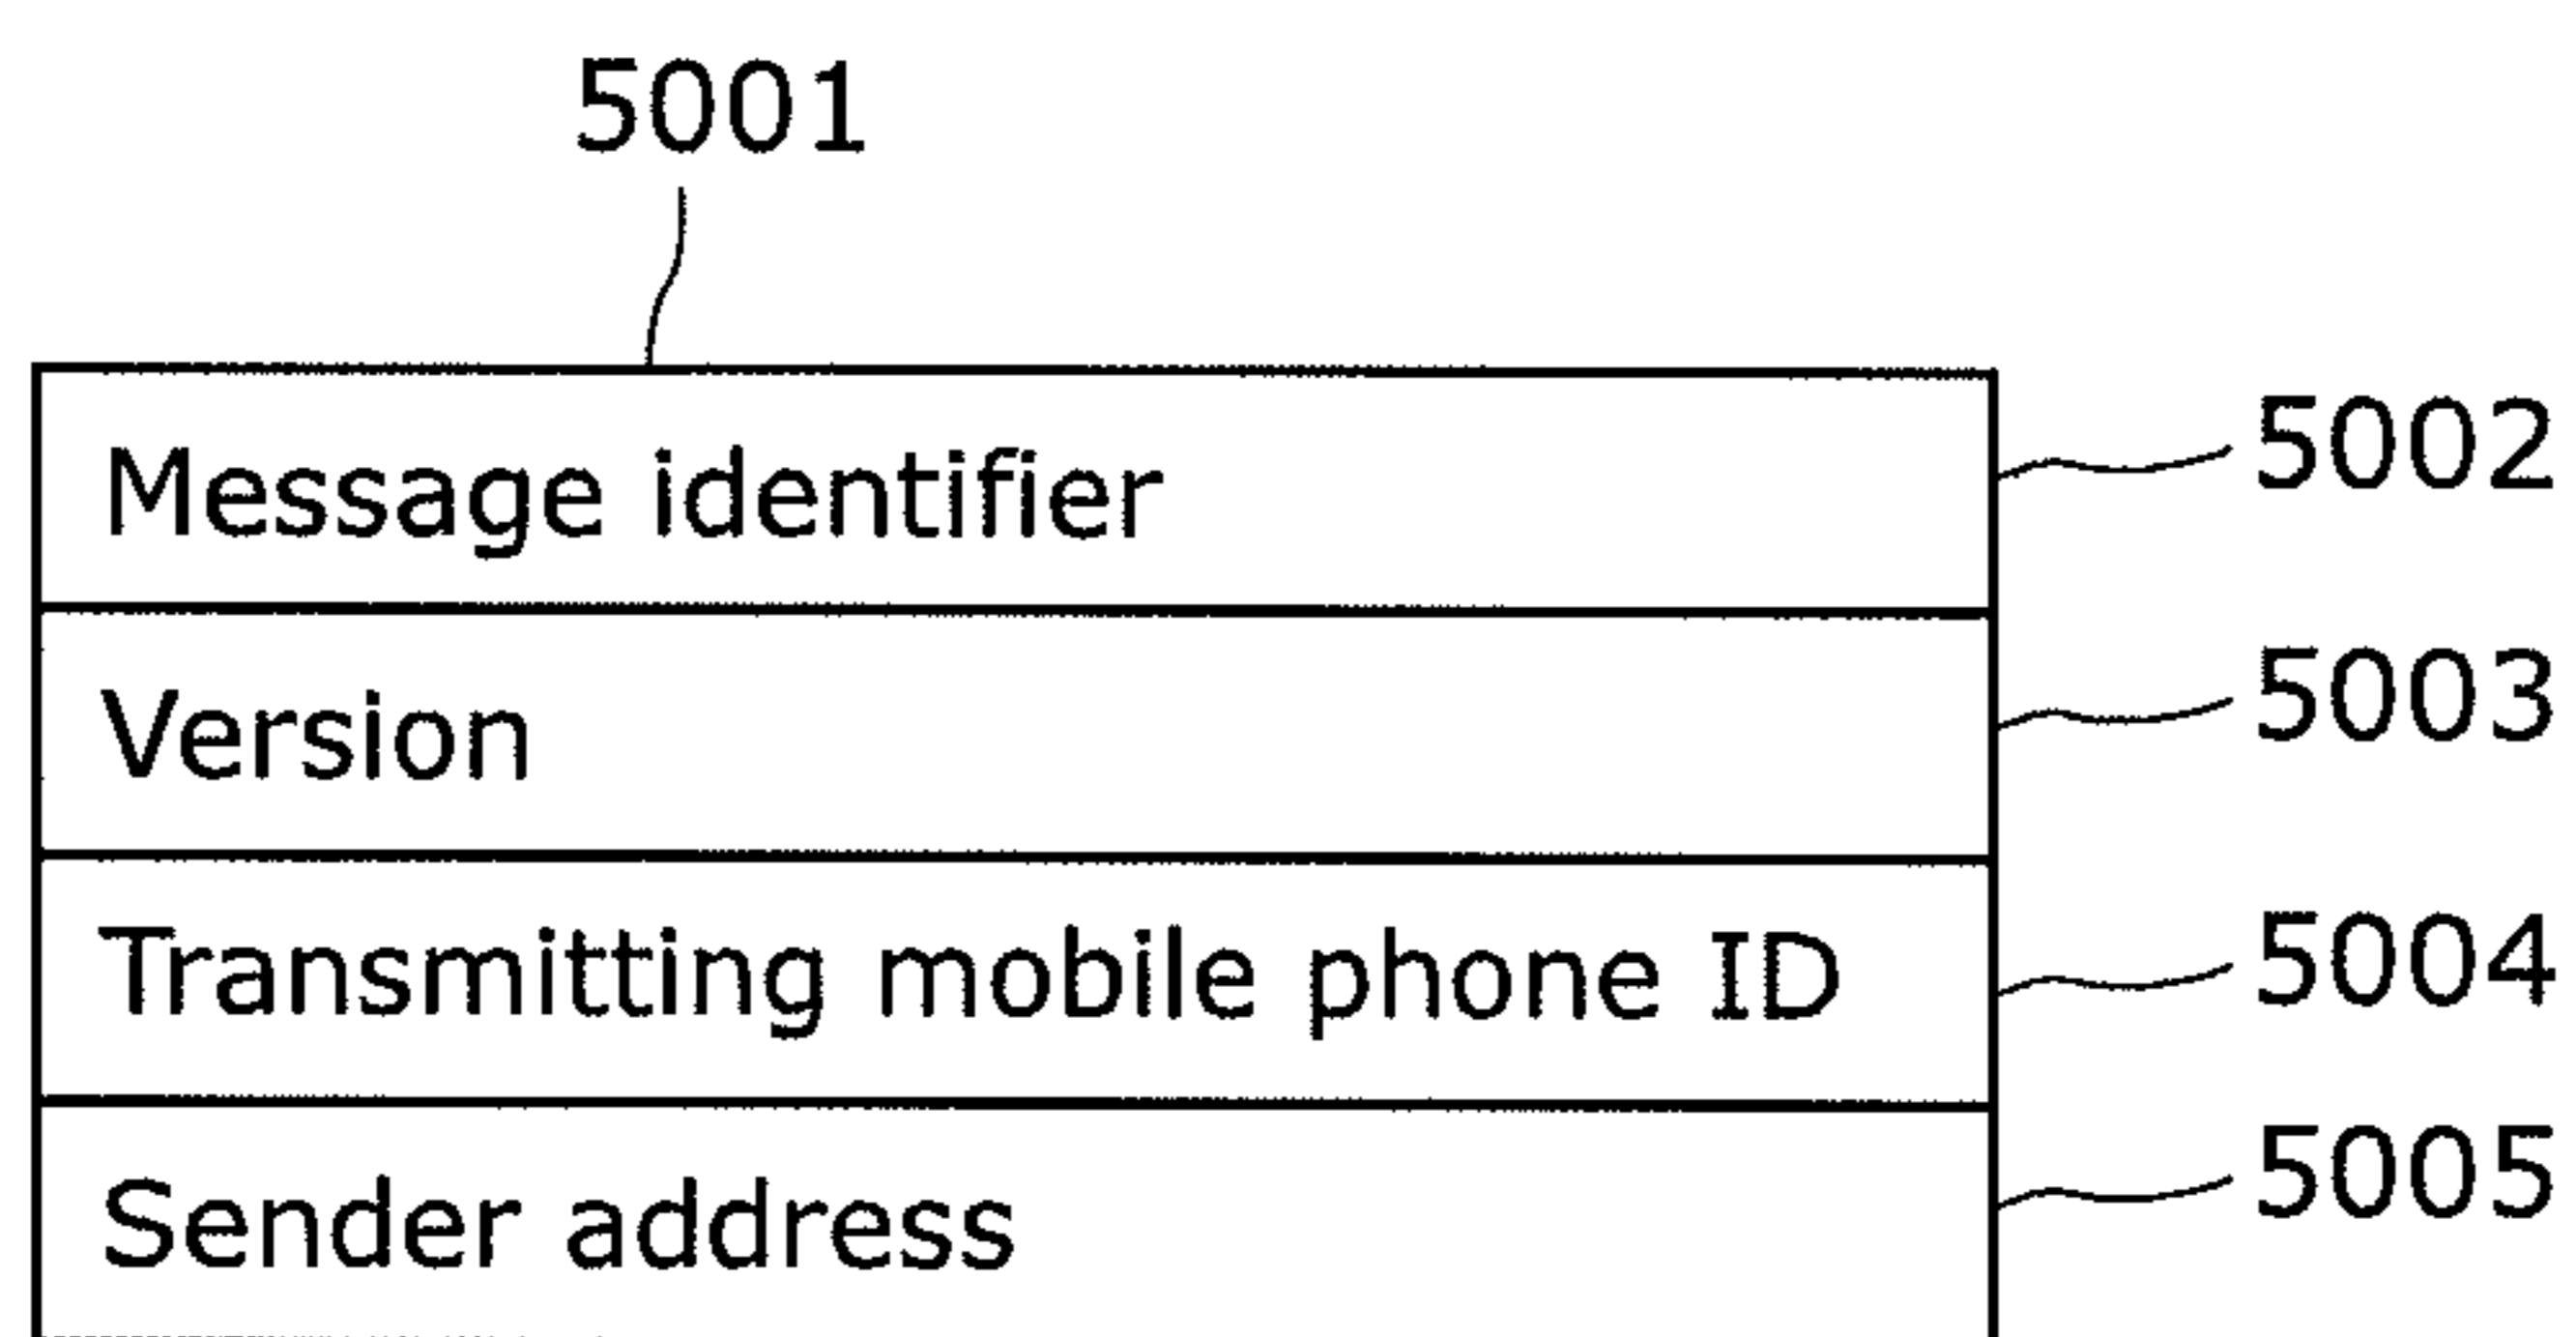 5001
Message identifier 5002
Version 5003
Transmitting mobile phone ID 5004
Sender address 5005